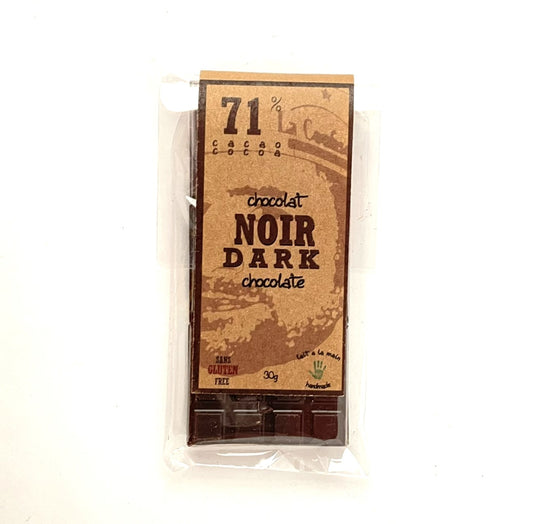 71 %
CACAO
COCOA
chocolat
NOIR
DARK
chocolate
SANS
GLUTEN
FREE
30g
fait a la main
handmade